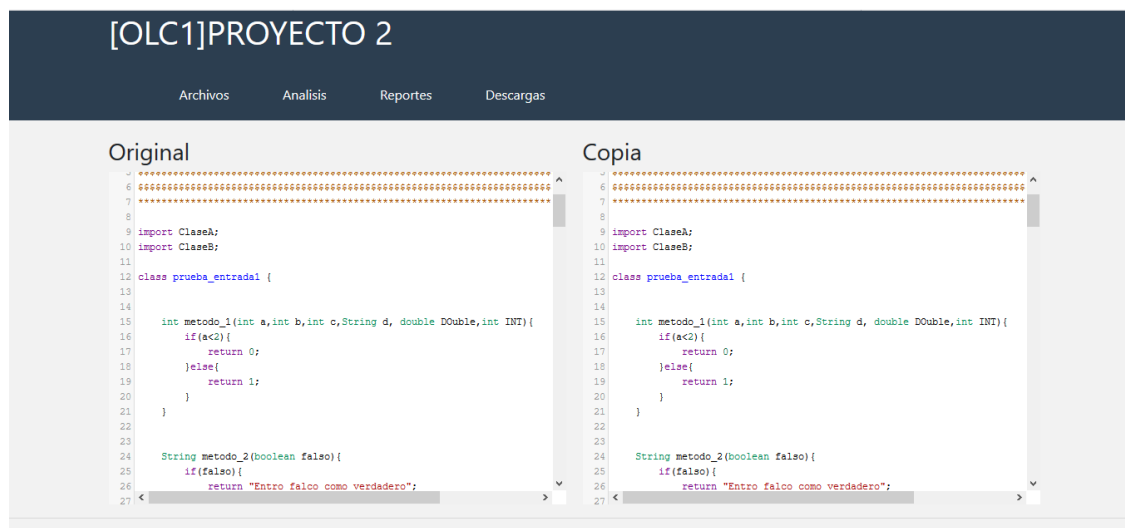 [OLC1]PROYECTO 2
Archivos Analisis Reportes Descargas
Original
6 &&&&&&&&&&&&&&&&&&&&&&&&&&&&&&&&&&&&&&&&&&&&&&&&&&&&&&&&&&&&&&&&&&&&&&&
7 ***********************************************************************
8
9 import ClaseA;
10 import ClaseB;
11
12 class prueba_entrada1 {
13
14
15 int metodo_1(int a,int b,int c,String d, double DOuble,int INT){
16 if(a<2){
17 return 0;
18 }else{
19 return 1;
20 }
21 }
22
23
24 String metodo_2(boolean falso){
25 if(falso){
26 return "Entro falco como verdadero";
27
Copia
6 &&&&&&&&&&&&&&&&&&&&&&&&&&&&&&&&&&&&&&&&&&&&&&&&&&&&&&&&&&&&&&&&&&&&&&&
7 ***********************************************************************
8
9 import ClaseA;
10 import ClaseB;
11
12 class prueba_entrada1 {
13
14
15 int metodo_1(int a,int b,int c,String d, double DOuble,int INT){
16 if(a<2){
17 return 0;
18 }else{
19 return 1;
20 }
21 }
22
23
24 String metodo_2(boolean falso){
25 if(falso){
26 return "Entro falco como verdadero";
27